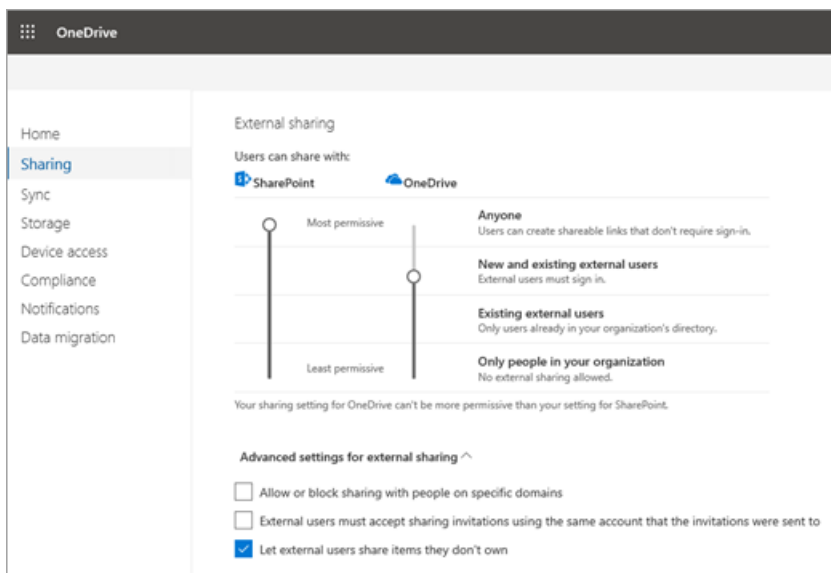 OneDrive
Home
Sharing
Sync
Storage
Device access
Compliance
Notifications
Data migration
External sharing
Users can share with:
SharePoint
OneDrive
Most permissive
Anyone
Users can create shareable links that don't require sign-in.
New and existing external users
External users must sign in.
Existing external users
Only users already in your organization's directory.
Least permissive
Only people in your organization
No external sharing allowed.
Your sharing setting for OneDrive can't be more permissive than your setting for SharePoint.
Advanced settings for external sharing
Allow or block sharing with people on specific domains
External users must accept sharing invitations using the same account that the invitations were sent to
Let external users share items they don't own